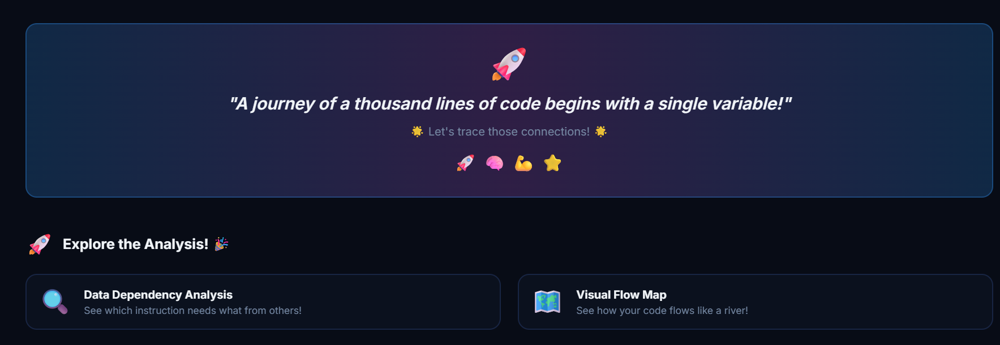 "A journey of a thousand lines of code begins with a single variable!"
🌟 Let's trace those connections! 🌟
🚀 🧠 💪 ⭐
Explore the Analysis! 🎉
Data Dependency Analysis
See which instruction needs what from others!
Visual Flow Map
See how your code flows like a river!